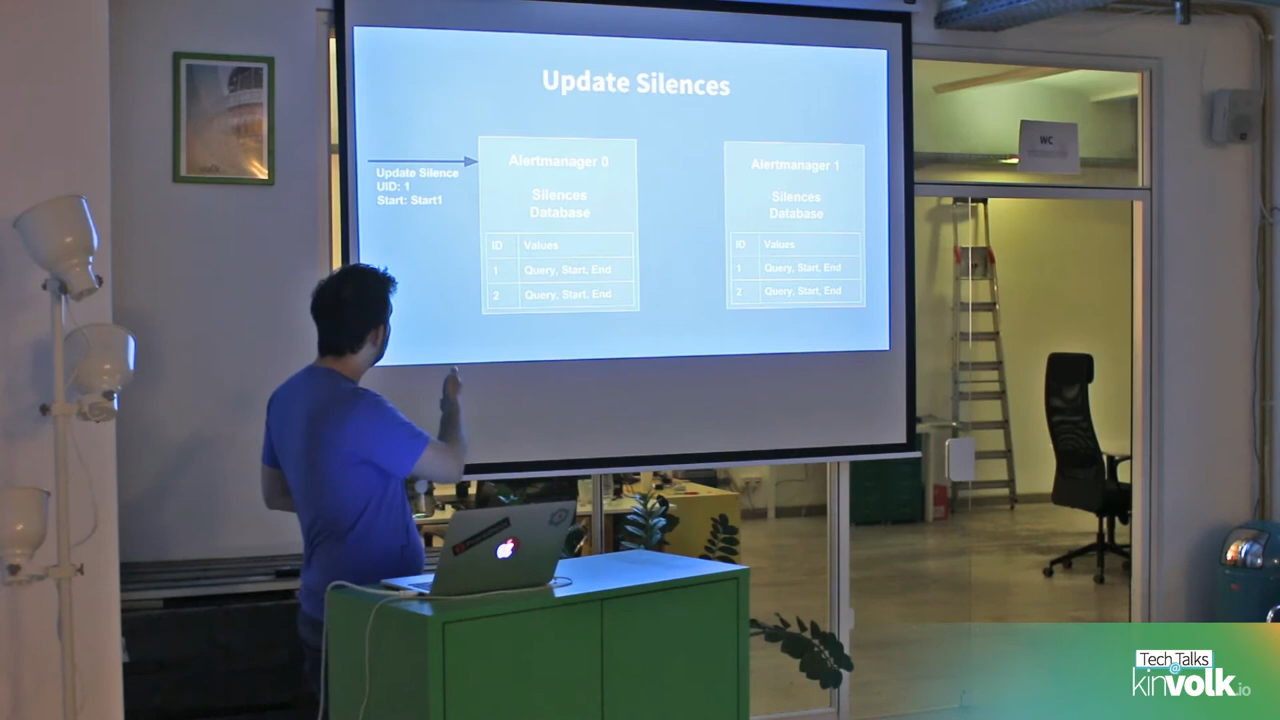 Update Silences
Update Silence
UID: 1
Start: Start1
Alertmanager 0
Silences
Database
ID Values
1 Query, Start, End
2 Query, Start, End
Alertmanager 1
Silences
Database
ID Values
1 Query, Start, End
2 Query, Start, End
WC
Tech Talks
@
kinvolk.io